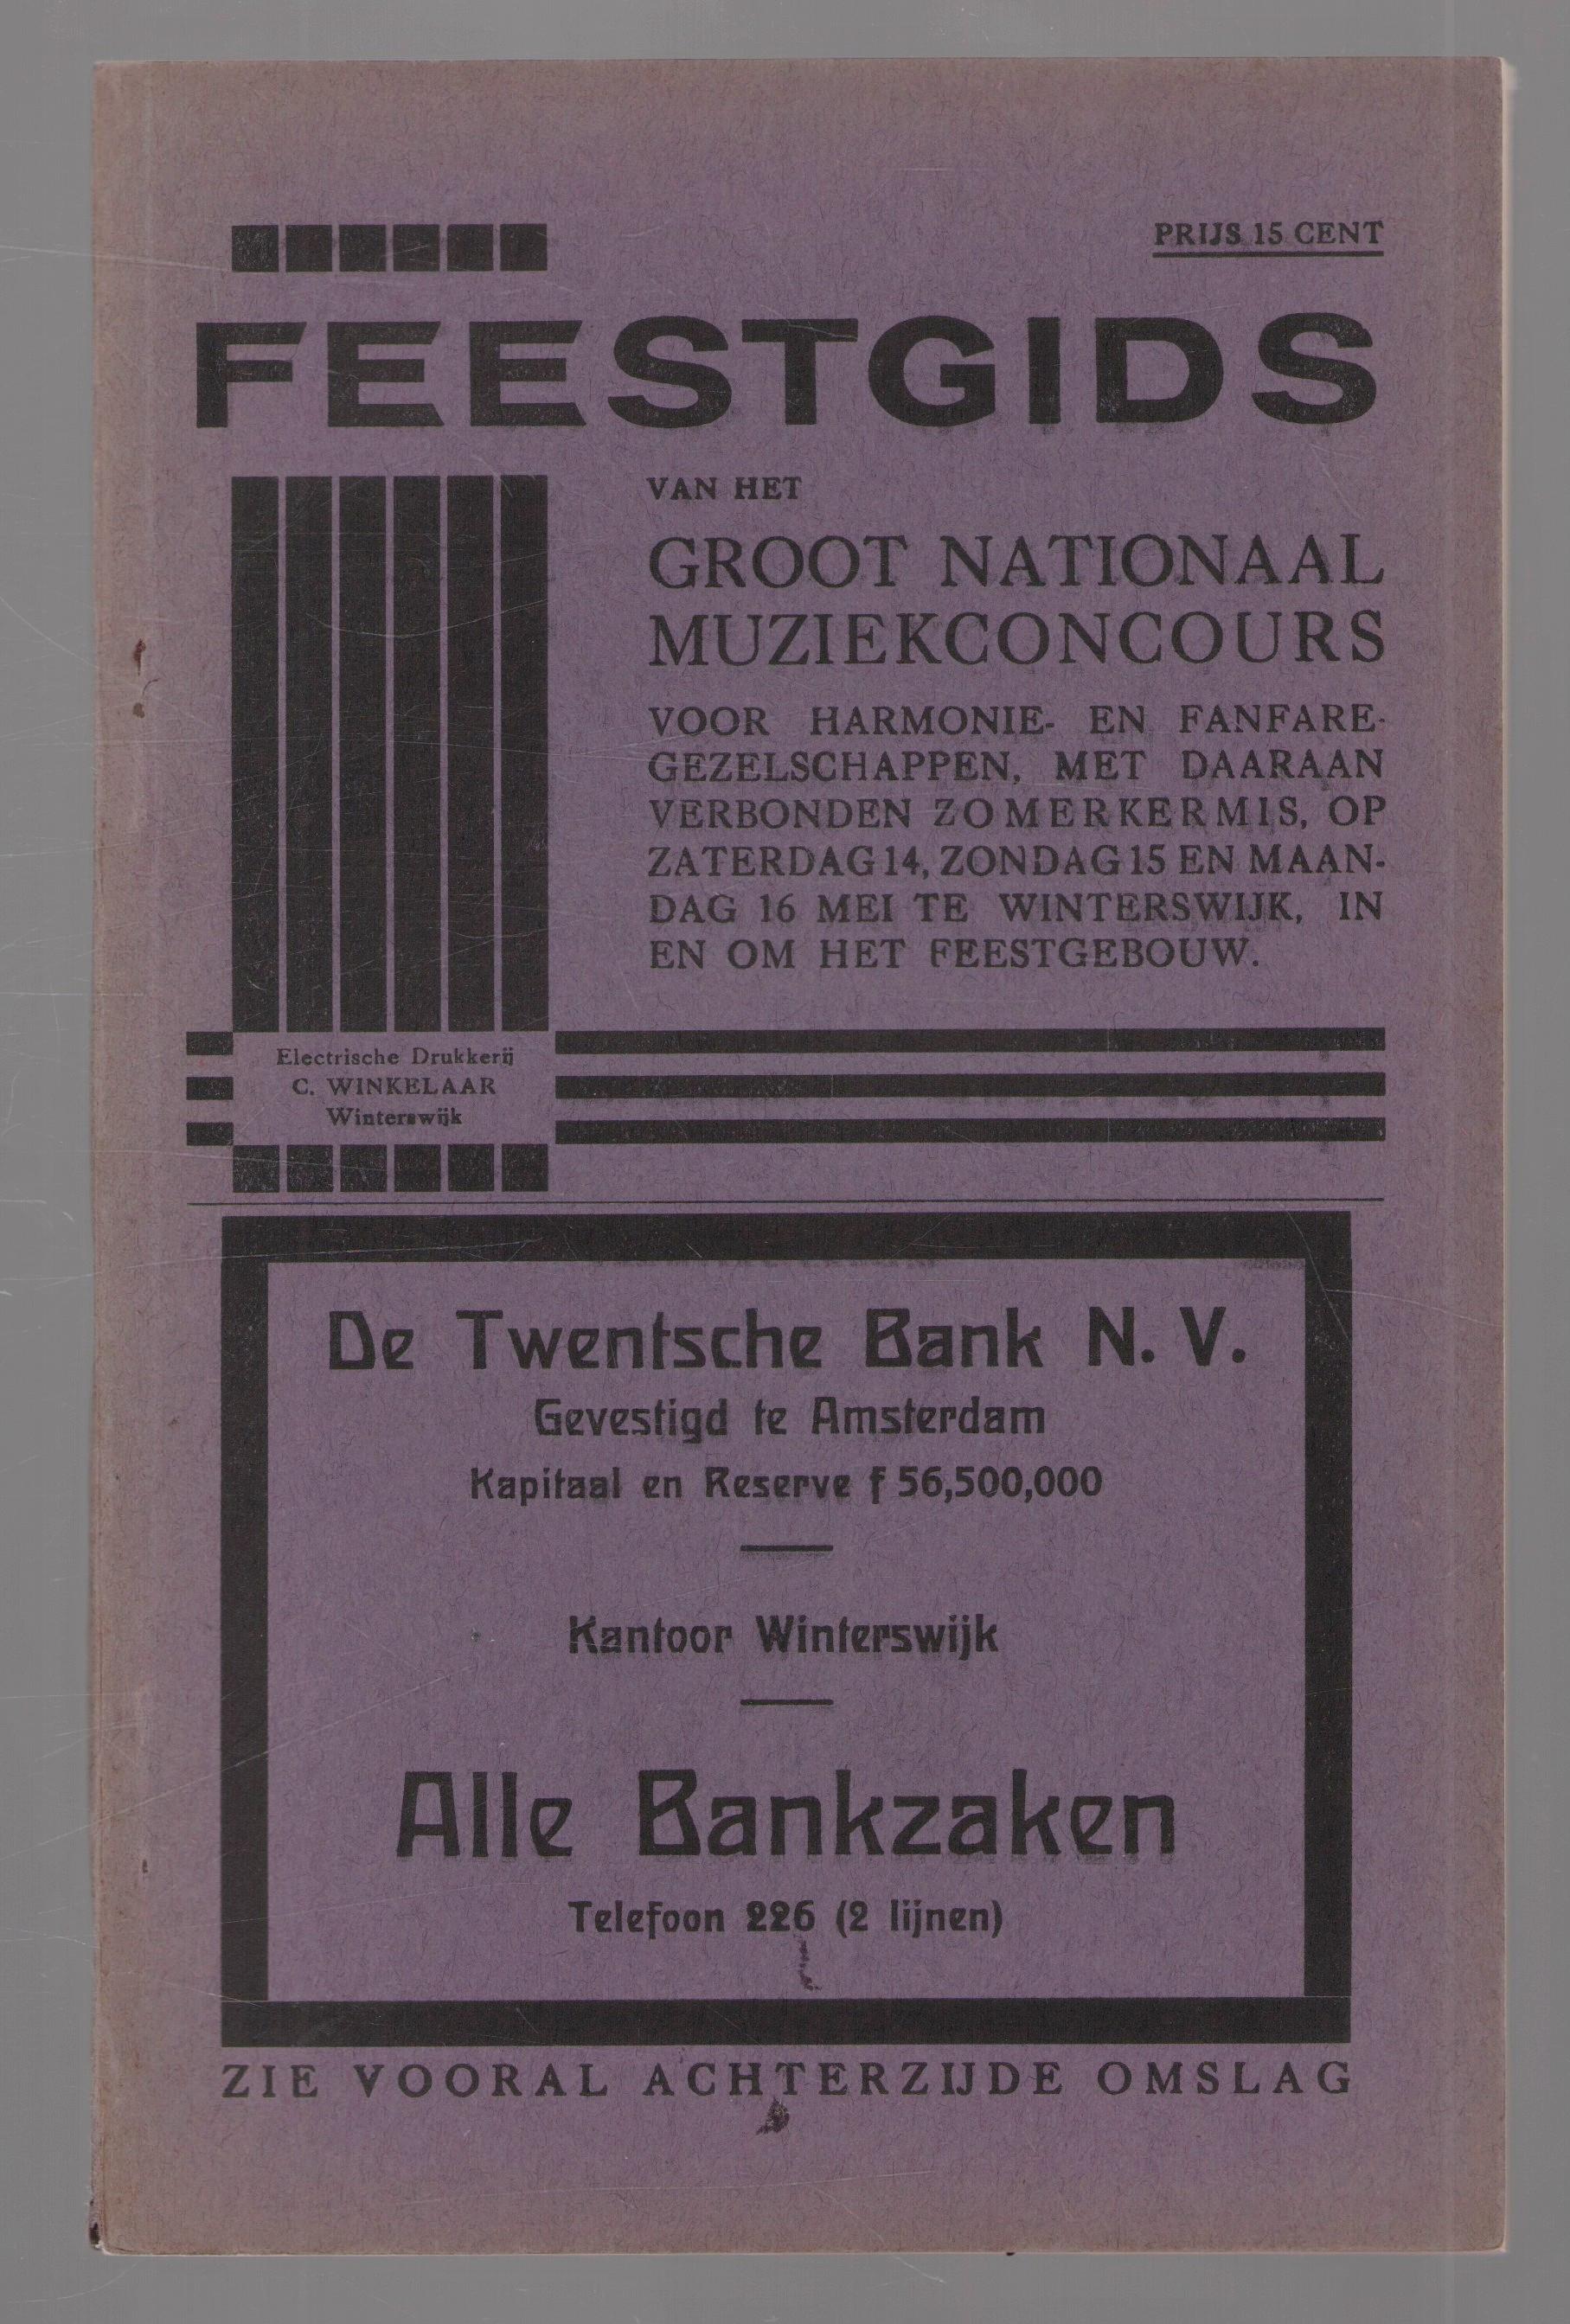 PRIJS 15 CENT
FEESTGIDS
VAN HET
GROOT NATIONAAL
MUZIEKCONCOURS
VOOR HARMONIE- EN FANFARE-
GEZELSCHAPPEN, MET DAARAAN
VERBONDEN ZOMERKERMIS, OP
ZATERDAG 14, ZONDAG 15 EN MAAN-
DAG 16 MEI TE WINTERSWIJK, IN
EN OM HET FEESTGEBOUW.
Electrische Drukkerij
C. WINKELAAR
Winterswijk
De Twentsche Bank N. V.
Gevestigd te Amsterdam
Kapitaal en Reserve f 56,500,000
Kantoor Winterswijk
Alle Bankzaken
Telefoon 226 (2 lijnen)
ZIE VOORAL ACHTERZIJDE OMSLAG